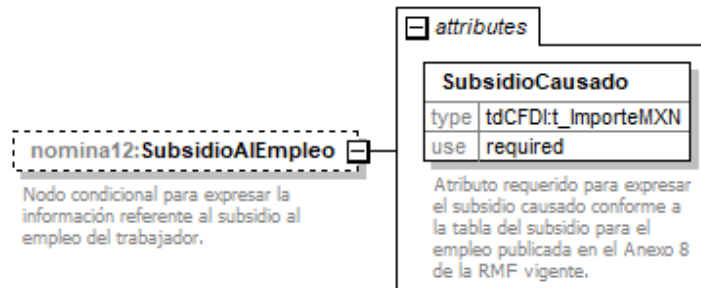 attributes
SubsidioCausado
type tdCFDI:t_ImporteMXN
use required
nomina12:SubsidioAlEmpleo
Nodo condicional para expresar la
información referente al subsidio al
empleo del trabajador.
Atributo requerido para expresar
el subsidio causado conforme a
la tabla del subsidio para el
empleo publicada en el Anexo 8
de la RMF vigente.